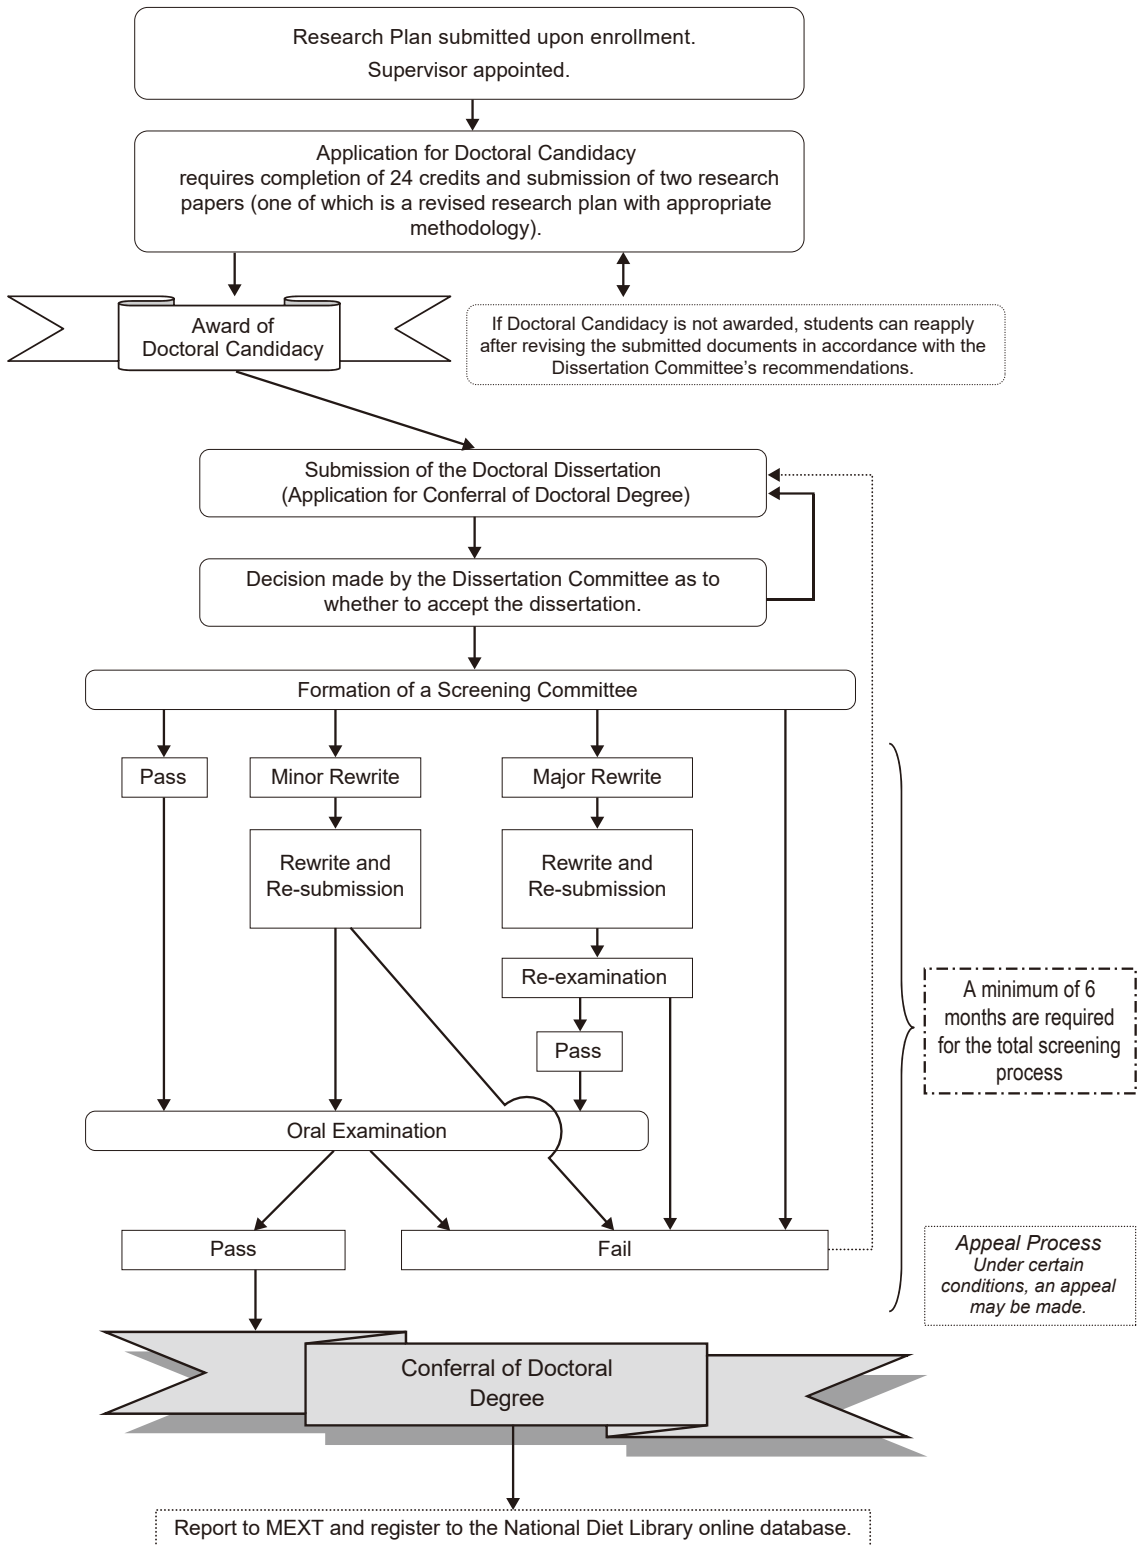 Research Plan submitted upon enrollment.
Supervisor appointed.
Application for Doctoral Candidacy
requires completion of 24 credits and submission of two research
papers (one of which is a revised research plan with appropriate
methodology).
Award of
Doctoral Candidacy
If Doctoral Candidacy is not awarded, students can reapply
after revising the submitted documents in accordance with the
Dissertation Committee’s recommendations.
Submission of the Doctoral Dissertation
(Application for Conferral of Doctoral Degree)
Decision made by the Dissertation Committee as to
whether to accept the dissertation.
Formation of a Screening Committee
Pass
Minor Rewrite
Major Rewrite
Rewrite and
Re-submission
Rewrite and
Re-submission
Re-examination
Pass
A minimum of 6
months are required
for the total screening
process
Oral Examination
Pass
Fail
Appeal Process
Under certain
conditions, an appeal
may be made.
Conferral of Doctoral
Degree
Report to MEXT and register to the National Diet Library online database.